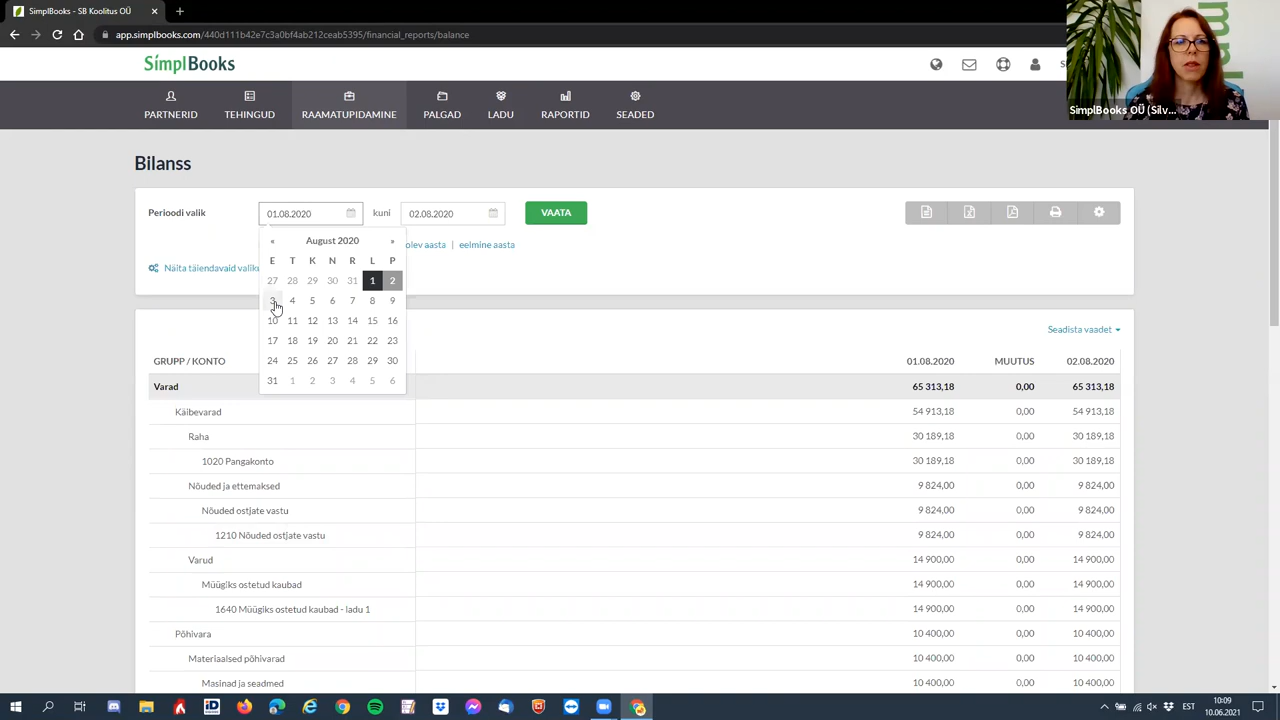 SimplBooks - SB Koolitus OÜ
app.simplbooks.com/440d111b42e7c3a0bf4ab212ceab5395/financial_reports/balance
SimplBooks
SimplBooks OÜ (Silv...
PARTNERID TEHINGUD RAAMATUPIDAMINE PALGAD LADU RAPORTID SEADED
Bilanss
Perioodi valik 01.08.2020 kuni 02.08.2020 VAATA
olev aasta | eelmine aasta
Näita täiendavaid valiku
« August 2020 »
E T K N R L P
27 28 29 30 31 1 2
3 4 5 6 7 8 9
10 11 12 13 14 15 16
17 18 19 20 21 22 23
24 25 26 27 28 29 30
31 1 2 3 4 5 6
Seadista vaadet
GRUPP / KONTO 01.08.2020 MUUTUS 02.08.2020
Varad 65 313,18 0,00 65 313,18
Käibevarad 54 913,18 0,00 54 913,18
Raha 30 189,18 0,00 30 189,18
1020 Pangakonto 30 189,18 0,00 30 189,18
Nõuded ja ettemaksed 9 824,00 0,00 9 824,00
Nõuded ostjate vastu 9 824,00 0,00 9 824,00
1210 Nõuded ostjate vastu 9 824,00 0,00 9 824,00
Varud 14 900,00 0,00 14 900,00
Müügiks ostetud kaubad 14 900,00 0,00 14 900,00
1640 Müügiks ostetud kaubad - ladu 1 14 900,00 0,00 14 900,00
Põhivara 10 400,00 0,00 10 400,00
Materiaalsed põhivarad 10 400,00 0,00 10 400,00
Masinad ja seadmed 10 400,00 0,00 10 400,00
EST
10:09
10.06.2021